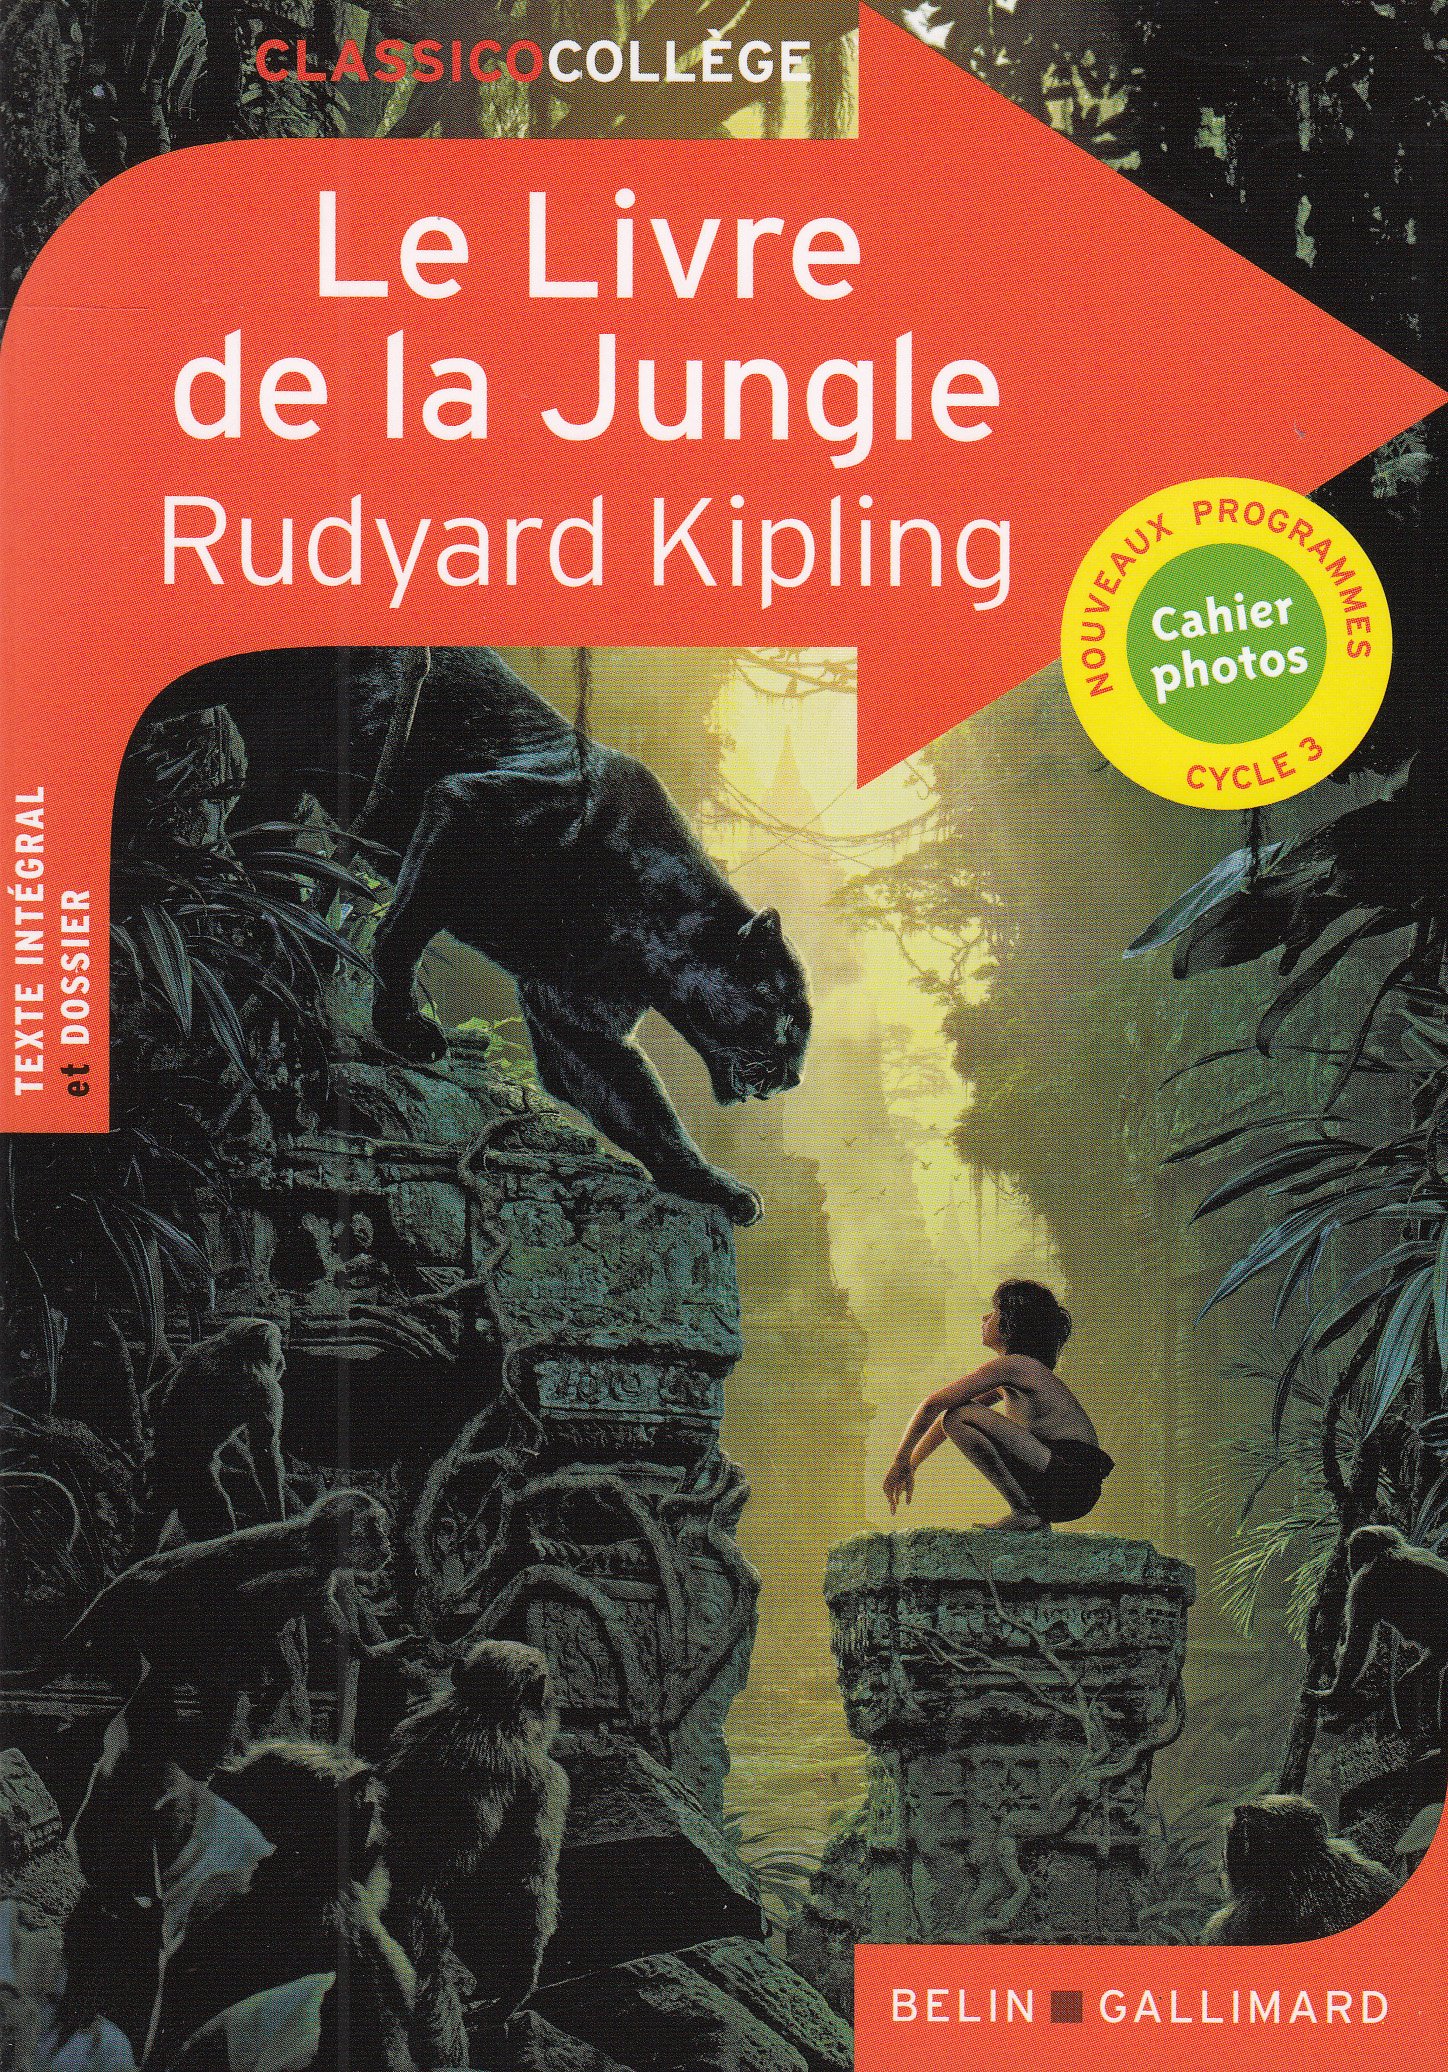 CLASSICOCOLLÈGE
Le Livre
de la Jungle
Rudyard Kipling
NOUVEAUX PROGRAMMES
Cahier
photos
CYCLE 3
TEXTE INTÉGRAL
et DOSSIER
BELIN ■ GALLIMARD